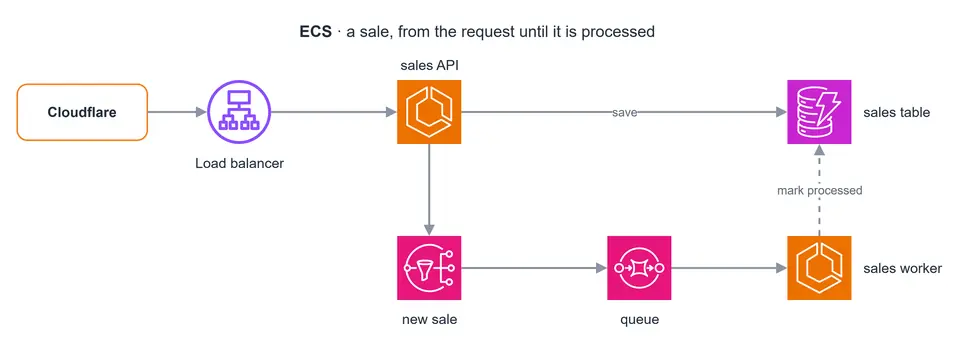 ECS · a sale, from the request until it is processed
sales API
Cloudflare
save
sales table
Load balancer
mark processed
sales worker
new sale
queue